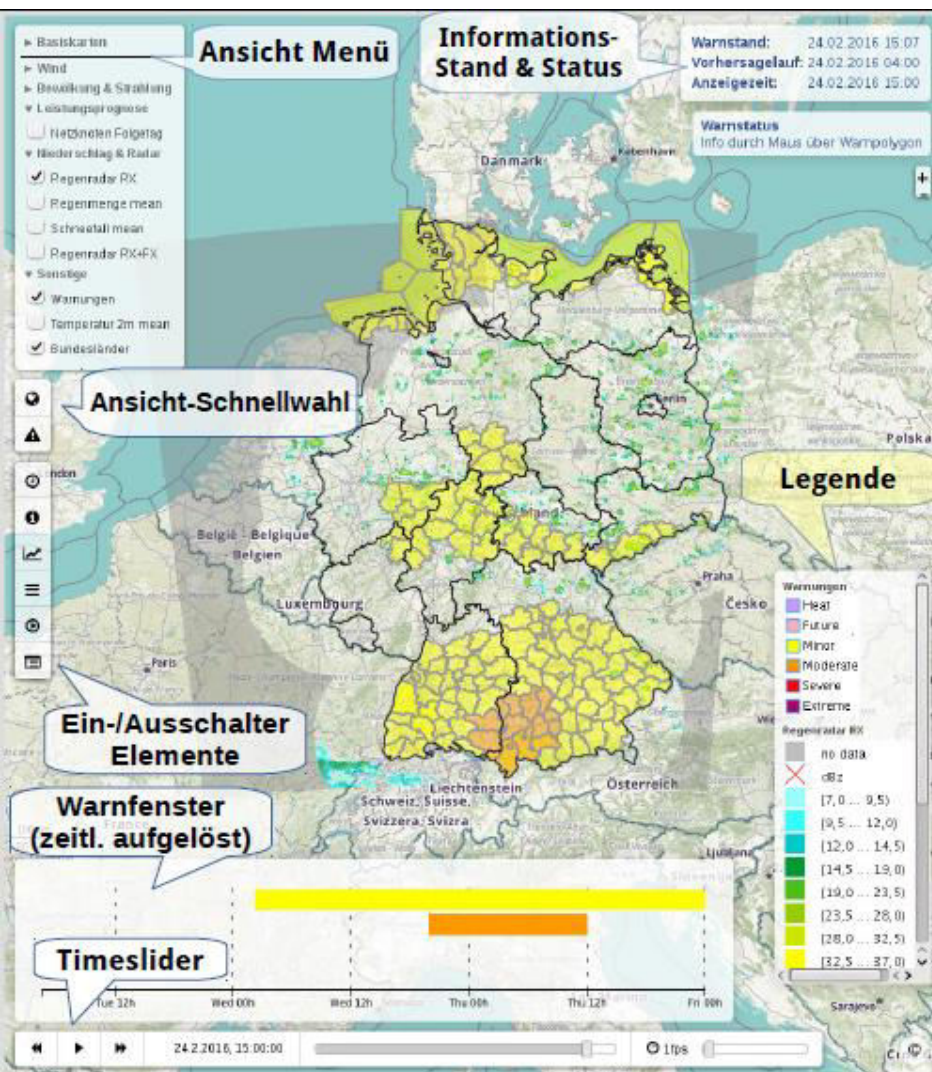 Basiskarten
Wind
Bewölkung & Strahlung
Leistungsprognose
Netzknoten Folgetag
Niederschlag & Radar
Regenradar RX
Regenmenge mean
Schneefall mean
Regenradar RX+FX
Sonstige
Warnungen
Temperatur 2m mean
Bundesländer
Ansicht Menü
Informations-
Stand & Status
Warnstand: 24.02.2016 15:07
Vorhersagelauf: 24.02.2016 04:00
Anzeigezeit: 24.02.2016 15:00
Warnstatus
Info durch Maus über Warnpolygon
+
Danmark
København
Ansicht-Schnellwahl
Berlin
Polska
London
Legende
België - Belgique
- Belgien
Praha
Česko
Luxembourg
Paris
Ein-/Ausschalter
Elemente
Warnungen
Heat
Future
Minor
Moderate
Severe
Extreme
Regenradar RX
no data
dBz
[7,0 ... 9,5)
[9,5 ... 12,0)
[12,0 ... 14,5)
[14,5 ... 19,0)
[19,0 ... 23,5)
[23,5 ... 28,0)
[28,0 ... 32,5)
[32,5 ... 37,0)
Liechtenstein
Österreich
Schweiz, Suisse,
Svizzera, Svizra
Warnfenster
(zeitl. aufgelöst)
Ljubljana
Timeslider
Tue 12h
Wed 00h
Wed 12h
Thu 00h
Thu 12h
Fri 00h
Sarajevo
24.2.2016, 15:00:00
1fps
©